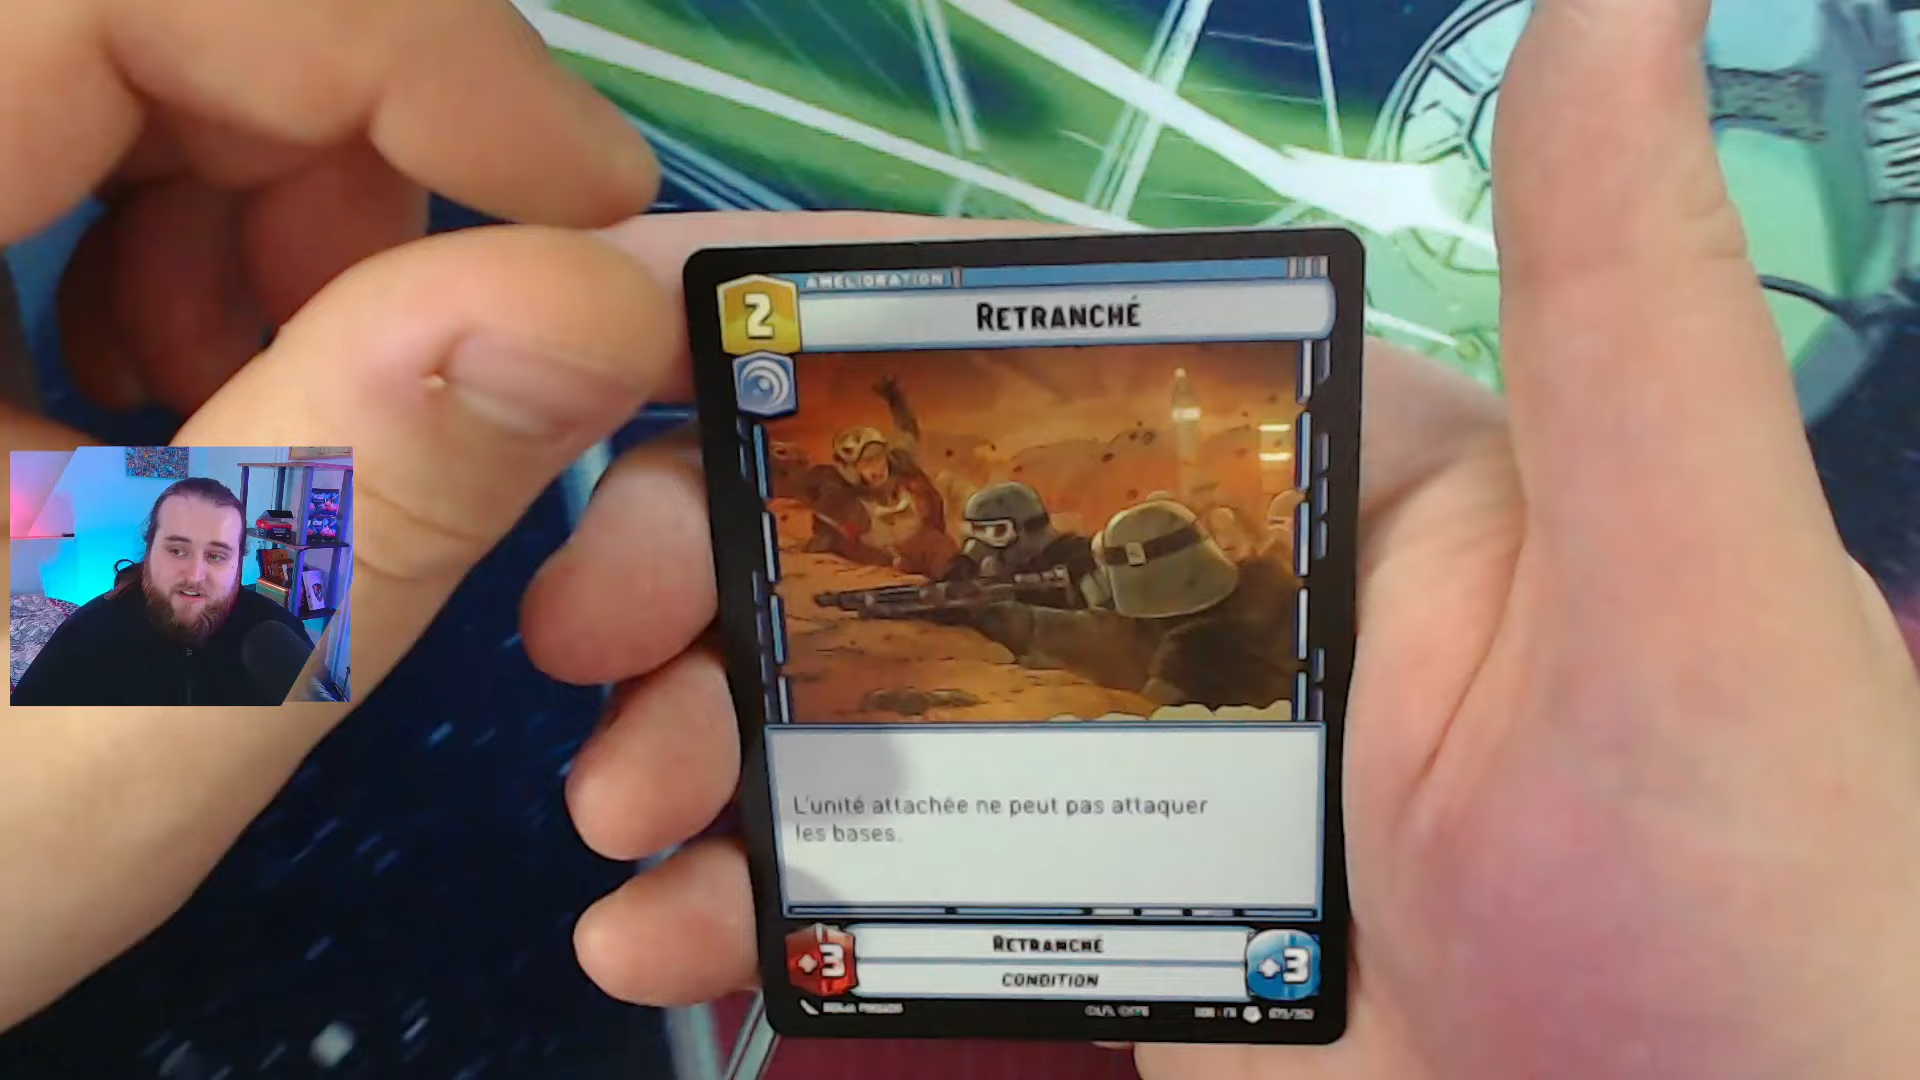 AMÉLIORATION
2
RETRANCHÉ
L'unité attachée ne peut pas attaquer
les bases.
+3
RETRANCHÉ
+3
CONDITION